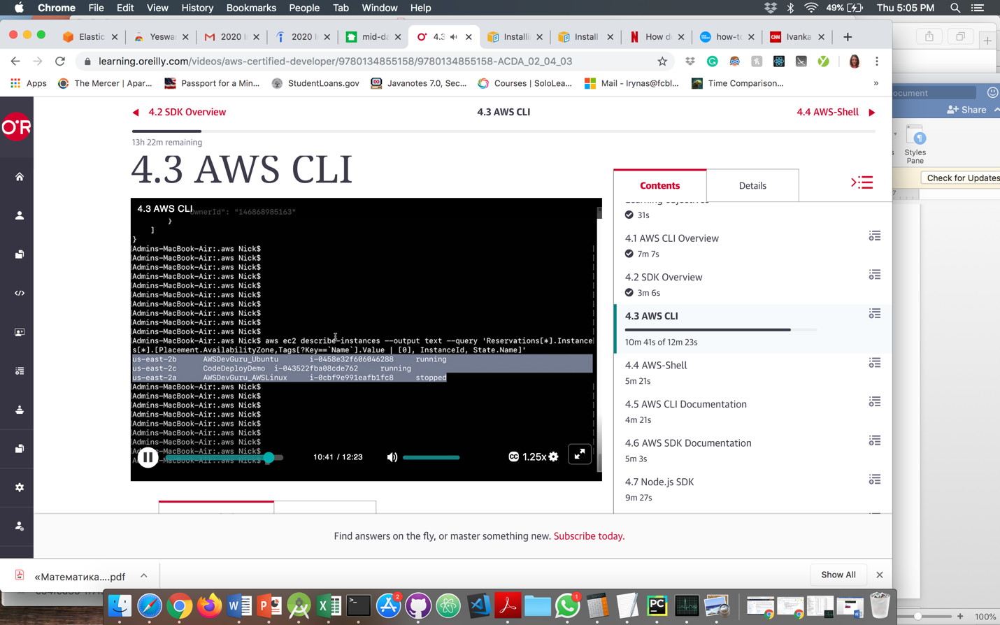 Chrome File Edit View History Bookmarks People Tab Window Help 49% Thu 5:05 PM
Elastic Yeswa 2020 I 2020 I mid-da 4.3 Installi Install How d how-to Ivanka
learning.oreilly.com/videos/aws-certified-developer/9780134855158/9780134855158-ACDA_02_04_03
Apps The Mercer | Apar... Passport for a Min... StudentLoans.gov Javanotes 7.0, Sec... Courses | SoloLea... Mail - Irynas@fcbl... Time Comparison... »
ocument
Share
Styles
Pane
Check for Updates
4.2 SDK Overview 4.3 AWS CLI 4.4 AWS-Shell
13h 22m remaining
4.3 AWS CLI
Contents Details
4.3 AWS CLI
OwnerId": "146868985163"
}
]
}
Admins-MacBook-Air:.aws Nick$
Admins-MacBook-Air:.aws Nick$
Admins-MacBook-Air:.aws Nick$
Admins-MacBook-Air:.aws Nick$
Admins-MacBook-Air:.aws Nick$
Admins-MacBook-Air:.aws Nick$
Admins-MacBook-Air:.aws Nick$
Admins-MacBook-Air:.aws Nick$
Admins-MacBook-Air:.aws Nick$
Admins-MacBook-Air:.aws Nick$
Admins-MacBook-Air:.aws Nick$ aws ec2 describe-instances --output text --query 'Reservations[*].Instance
s[*].[Placement.AvailabilityZone,Tags[?Key==`Name`].Value | [0], InstanceId, State.Name]'
us-east-2b AWSDevGuru_Ubuntu i-0458e32f606046288 running
us-east-2c CodeDeployDemo i-043522fba08cde762 running
us-east-2a AWSDevGuru_AWSLinux i-0cbf9e991eafb1fc8 stopped
Admins-MacBook-Air:.aws Nick$
Admins-MacBook-Air:.aws Nick$
Admins-MacBook-Air:.aws Nick$
Admins-MacBook-Air:.aws Nick$
Admins-MacBook-Air:.aws Nick$
Admins-MacBook-Air:.aws Nick$
Admins-MacBook-Air:.aws Nick$
Admins-MacBook-Air:.aws Nick$
Admins-MacBook-Air:.aws Nick$
10:41 / 12:23 CC 1.25x
Learning Objectives
31s
4.1 AWS CLI Overview
7m 7s
4.2 SDK Overview
3m 6s
4.3 AWS CLI
10m 41s of 12m 23s
4.4 AWS-Shell
5m 21s
4.5 AWS CLI Documentation
4m 21s
4.6 AWS SDK Documentation
5m 3s
4.7 Node.js SDK
9m 27s
Find answers on the fly, or master something new. Subscribe today.
«Математика....pdf Show All
100%